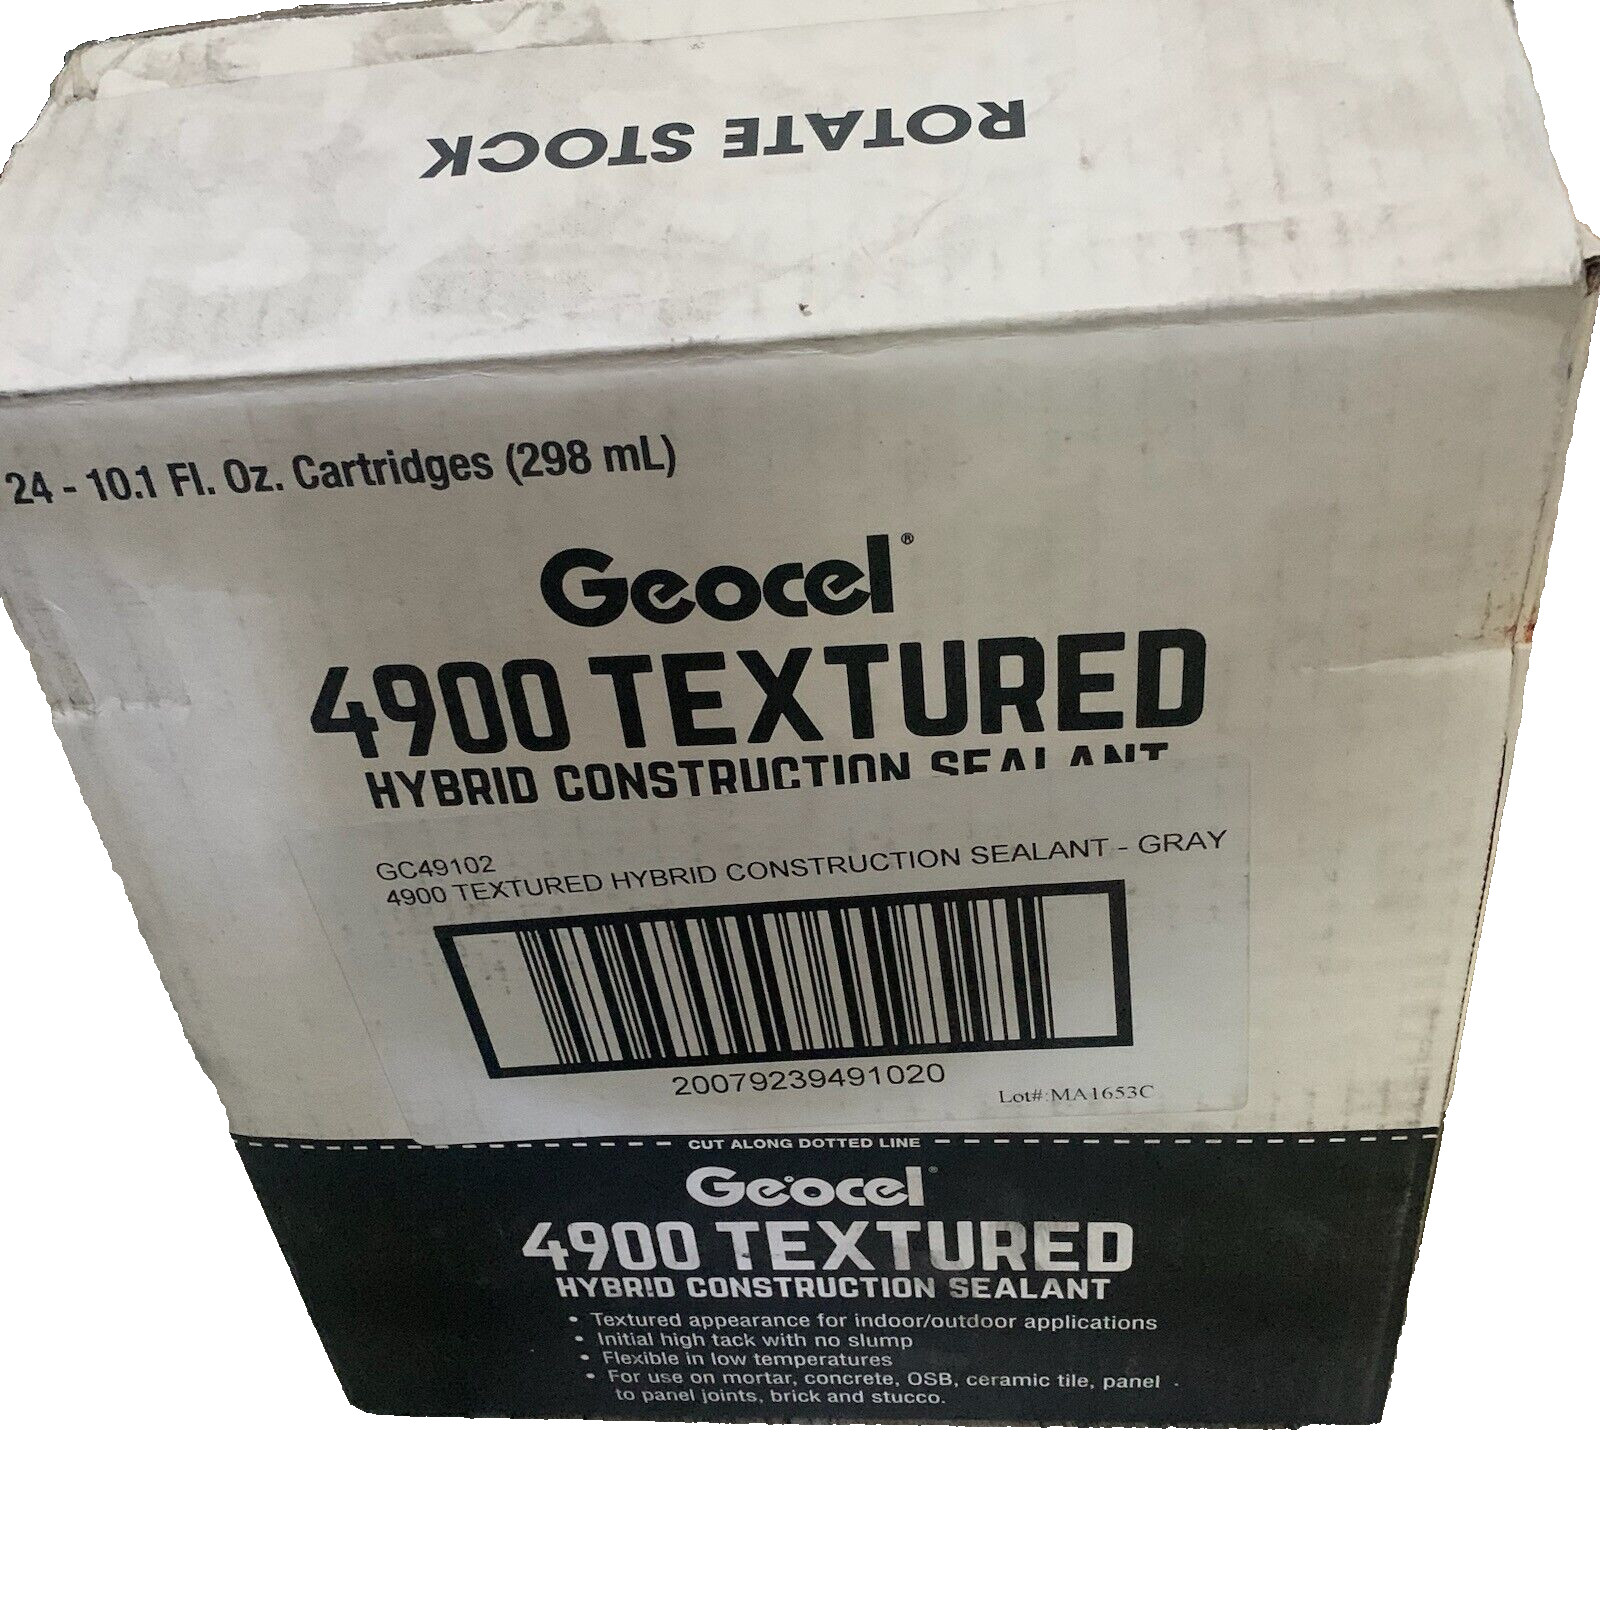 ROTATE STOCK
24 - 10.1 Fl. Oz. Cartridges (298 mL)
Geocel®
4900 TEXTURED
HYBRID CONSTRUCTION SEALANT
GC49102
4900 TEXTURED HYBRID CONSTRUCTION SEALANT - GRAY
20079239491020
Lot#:MA1653C
CUT ALONG DOTTED LINE
Geocel®
4900 TEXTURED
HYBRID CONSTRUCTION SEALANT
• Textured appearance for indoor/outdoor applications
• Initial high tack with no slump
• Flexible in low temperatures
• For use on mortar, concrete, OSB, ceramic tile, panel
to panel joints, brick and stucco.